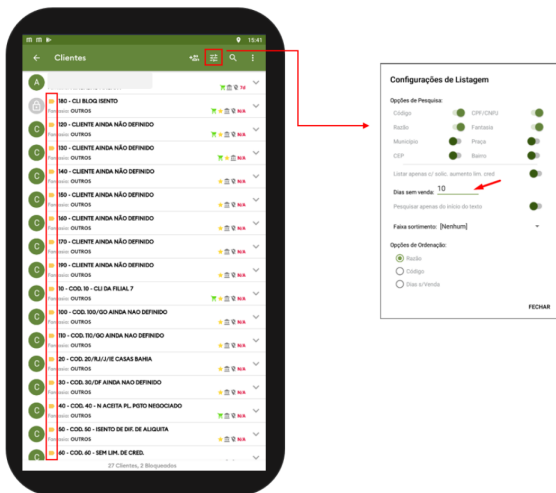 15:41
Clientes
A
7d
180 - CLI BLOQ ISENTO
Fantasia: OUTROS
N/A
C
120 - CLIENTE AINDA NÃO DEFINIDO
Fantasia: OUTROS
N/A
C
130 - CLIENTE AINDA NÃO DEFINIDO
Fantasia: OUTROS
N/A
C
140 - CLIENTE AINDA NÃO DEFINIDO
Fantasia: OUTROS
N/A
C
150 - CLIENTE AINDA NÃO DEFINIDO
Fantasia: OUTROS
N/A
C
160 - CLIENTE AINDA NÃO DEFINIDO
Fantasia: OUTROS
N/A
C
170 - CLIENTE AINDA NÃO DEFINIDO
Fantasia: OUTROS
N/A
C
190 - CLIENTE AINDA NÃO DEFINIDO
Fantasia: OUTROS
N/A
C
10 - COD. 10 - CLI DA FILIAL 7
Fantasia: OUTROS
N/A
C
100 - COD. 100/GO AINDA NAO DEFINIDO
Fantasia: OUTROS
N/A
C
110 - COD. 110/GO AINDA NAO DEFINIDO
Fantasia: OUTROS
N/A
C
20 - COD. 20/RJ/J/IE CASAS BAHIA
Fantasia: OUTROS
N/A
C
30 - COD. 30/DF AINDA NAO DEFINIDO
Fantasia: OUTROS
N/A
C
40 - COD. 40 - N ACEITA PL. PGTO NEGOCIADO
Fantasia: OUTROS
N/A
C
50 - COD. 50 - ISENTO DE DIF. DE ALIQUITA
Fantasia: OUTROS
N/A
C
60 - COD. 60 - SEM LIM. DE CRED.
27 Clientes, 2 Bloqueados
Configurações de Listagem
Opções de Pesquisa:
Código CPF/CNPJ
Razão Fantasia
Município Praça
CEP Bairro
Listar apenas c/ solic. aumento lim. cred
Dias sem venda: 10
Pesquisar apenas do início do texto
Faixa sortimento: [Nenhum]
Opções de Ordenação:
Razão
Código
Dias s/Venda
FECHAR